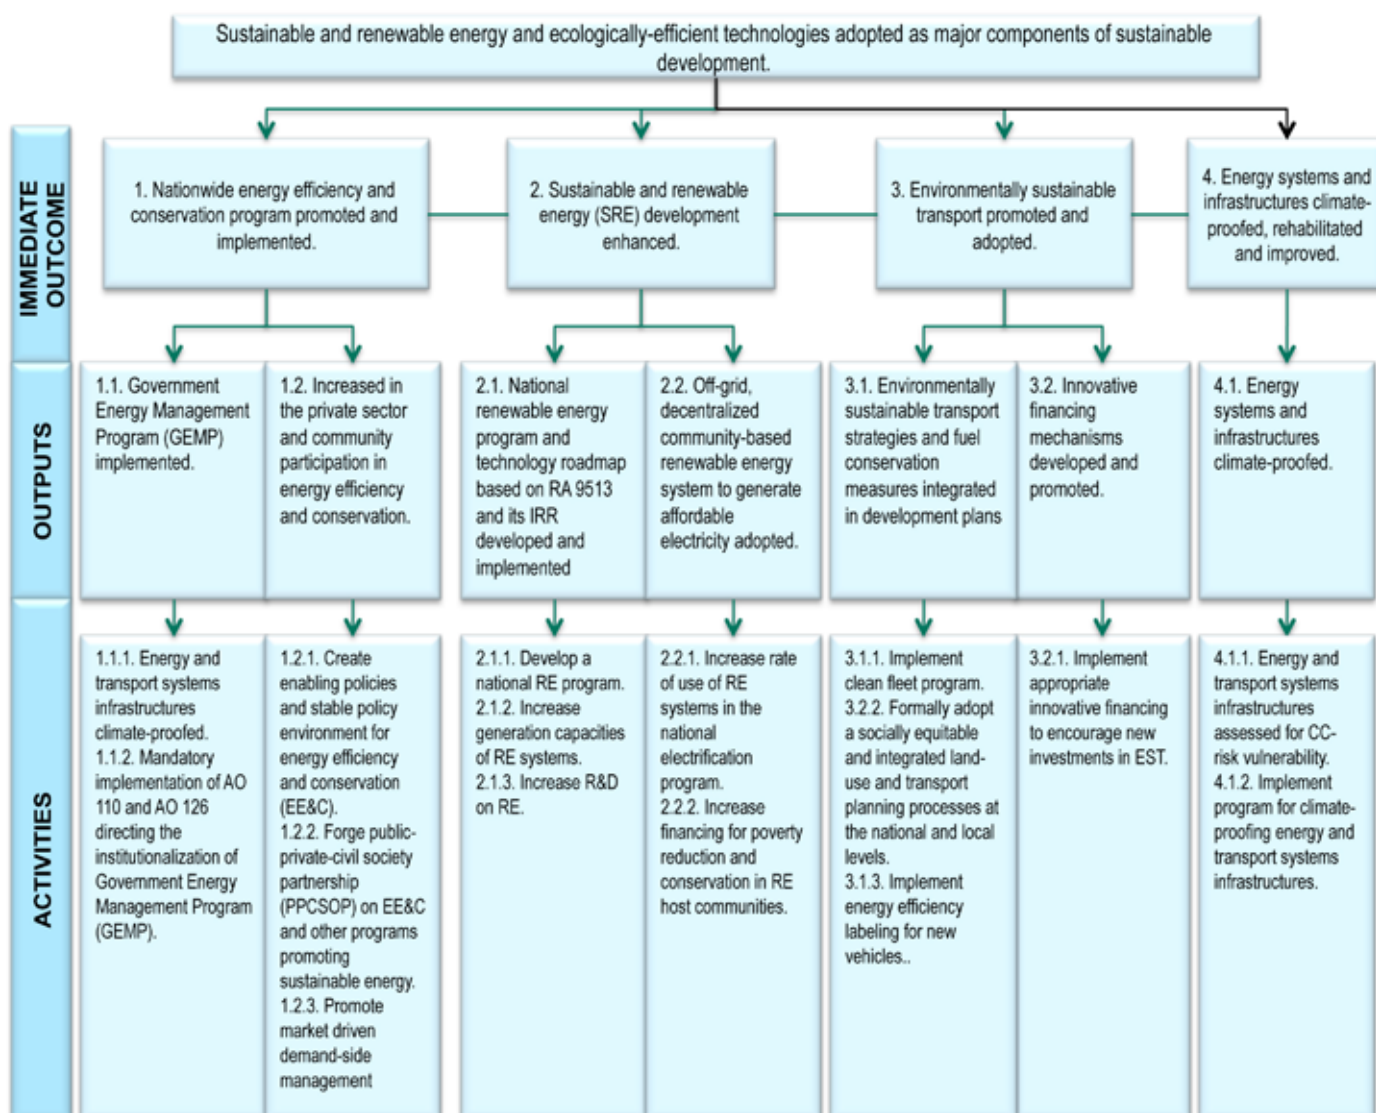 Sustainable and renewable energy and ecologically-efficient technologies adopted as major components of sustainable
development.
IMMEDIATE
OUTCOME
1. Nationwide energy efficiency and
conservation program promoted and
implemented.
2. Sustainable and renewable
energy (SRE) development
enhanced.
3. Environmentally sustainable
transport promoted and
adopted.
4. Energy systems and
infrastructures climate-
proofed, rehabilitated
and improved.
OUTPUTS
1.1. Government
Energy Management
Program (GEMP)
implemented.
1.2. Increased in
the private sector
and community
participation in
energy efficiency
and conservation.
2.1. National
renewable energy
program and
technology roadmap
based on RA 9513
and its IRR
developed and
implemented
2.2. Off-grid,
decentralized
community-based
renewable energy
system to generate
affordable
electricity adopted.
3.1. Environmentally
sustainable transport
strategies and fuel
conservation
measures integrated
in development plans
3.2. Innovative
financing
mechanisms
developed and
promoted.
4.1. Energy
systems and
infrastructures
climate-proofed.
ACTIVITIES
1.1.1. Energy and
transport systems
infrastructures
climate-proofed.
1.1.2. Mandatory
implementation of AO
110 and AO 126
directing the
institutionalization of
Government Energy
Management Program
(GEMP).
1.2.1. Create
enabling policies
and stable policy
environment for
energy efficiency
and conservation
(EE&C).
1.2.2. Forge public-
private-civil society
partnership
(PPCSOP) on EE&C
and other programs
promoting
sustainable energy.
1.2.3. Promote
market driven
demand-side
management
2.1.1. Develop a
national RE program.
2.1.2. Increase
generation capacities
of RE systems.
2.1.3. Increase R&D
on RE.
2.2.1. Increase rate
of use of RE
systems in the
national
electrification
program.
2.2.2. Increase
financing for poverty
reduction and
conservation in RE
host communities.
3.1.1. Implement
clean fleet program.
3.2.2. Formally adopt
a socially equitable
and integrated land-
use and transport
planning processes at
the national and local
levels.
3.1.3. Implement
energy efficiency
labeling for new
vehicles..
3.2.1. Implement
appropriate
innovative financing
to encourage new
investments in EST.
4.1.1. Energy and
transport systems
infrastructures
assessed for CC-
risk vulnerability.
4.1.2. Implement
program for climate-
proofing energy and
transport systems
infrastructures.